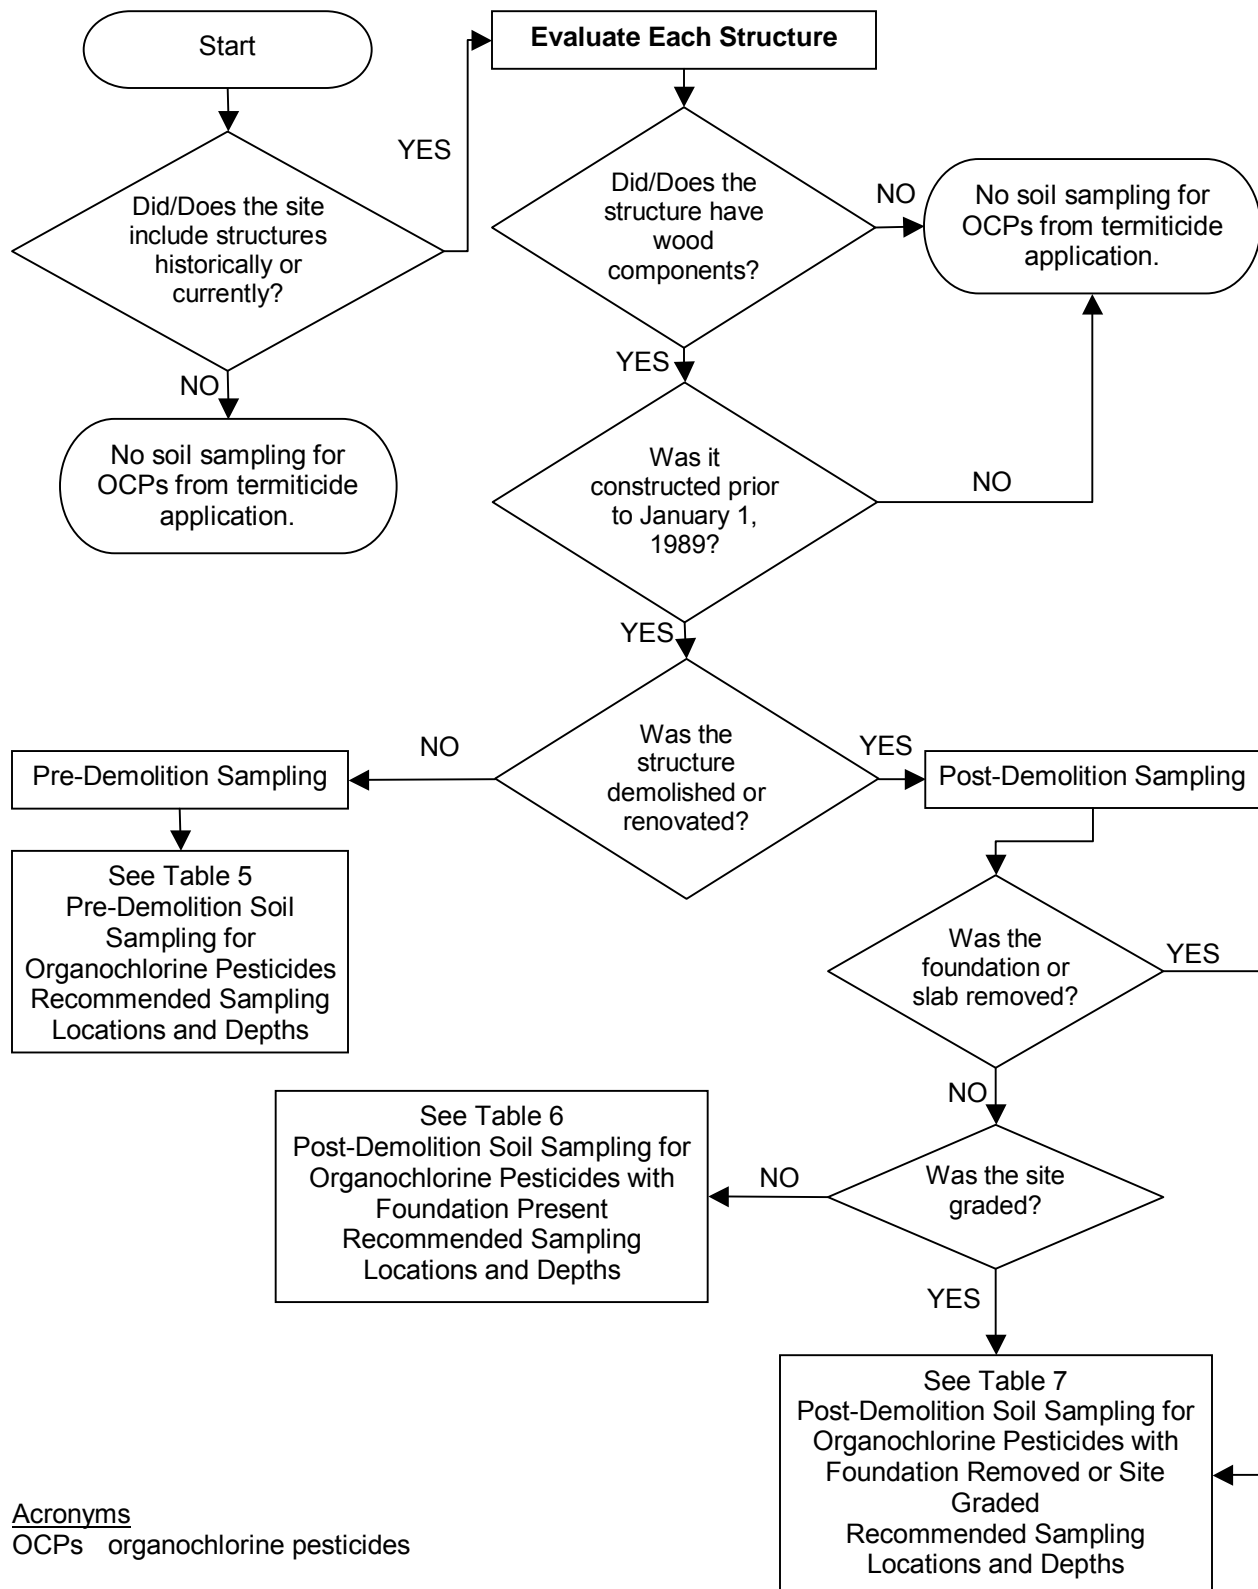 Start
Evaluate Each Structure
YES
Did/Does the site
include structures
historically or
currently?
Did/Does the
structure have
wood
components?
NO
No soil sampling for
OCPs from termiticide
application.
NO
YES
No soil sampling for
OCPs from termiticide
application.
Was it
constructed prior
to January 1,
1989?
NO
YES
Was the
structure
demolished or
renovated?
NO
YES
Pre-Demolition Sampling
Post-Demolition Sampling
See Table 5
Pre-Demolition Soil
Sampling for
Organochlorine Pesticides
Recommended Sampling
Locations and Depths
Was the
foundation or
slab removed?
YES
NO
See Table 6
Post-Demolition Soil Sampling for
Organochlorine Pesticides with
Foundation Present
Recommended Sampling
Locations and Depths
NO
Was the site
graded?
YES
See Table 7
Post-Demolition Soil Sampling for
Organochlorine Pesticides with
Foundation Removed or Site
Graded
Recommended Sampling
Locations and Depths
Acronyms
OCPs organochlorine pesticides